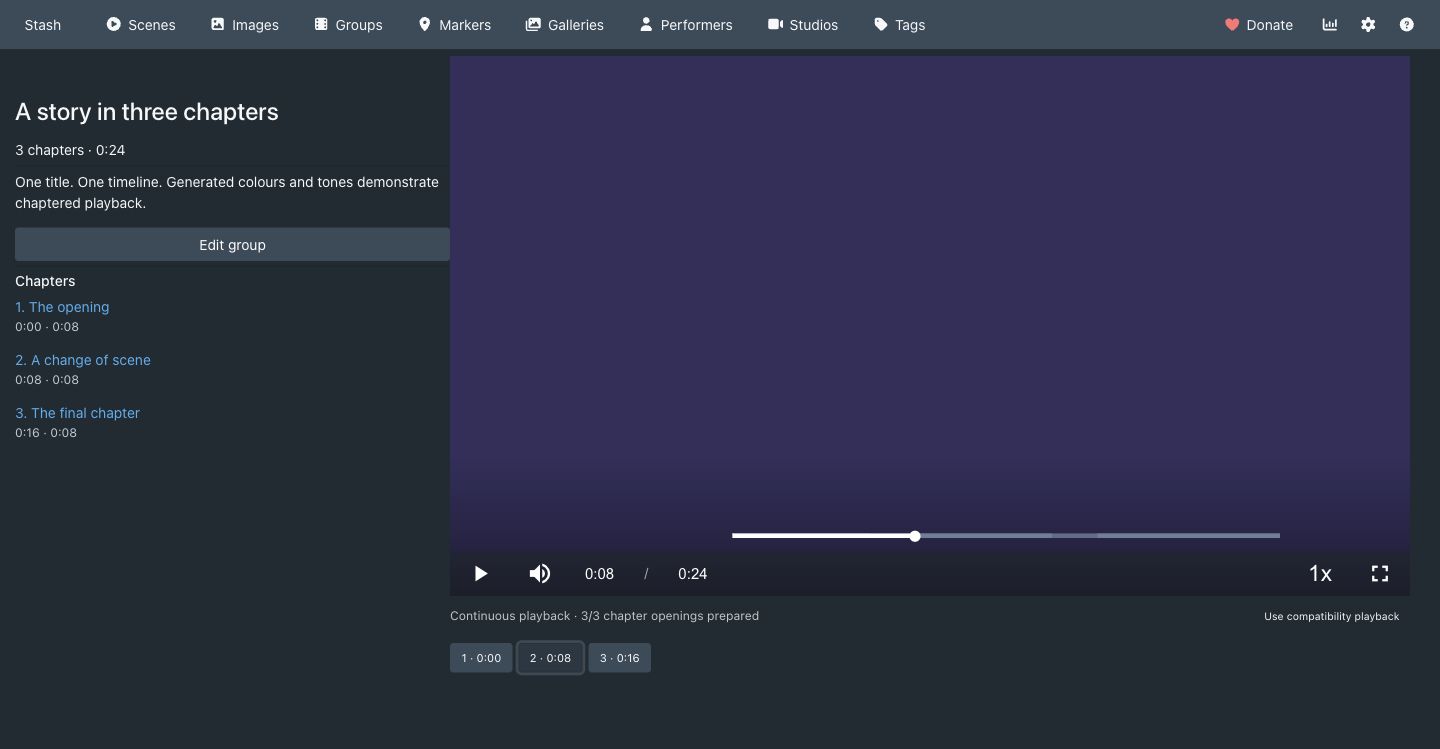 Stash Scenes Images Groups Markers Galleries Performers Studios Tags Donate
A story in three chapters
3 chapters · 0:24
One title. One timeline. Generated colours and tones demonstrate
chaptered playback.
Edit group
Chapters
1. The opening
0:00 · 0:08
2. A change of scene
0:08 · 0:08
3. The final chapter
0:16 · 0:08
0:08 / 0:24 1x
Continuous playback · 3/3 chapter openings prepared Use compatibility playback
1 · 0:00 2 · 0:08 3 · 0:16